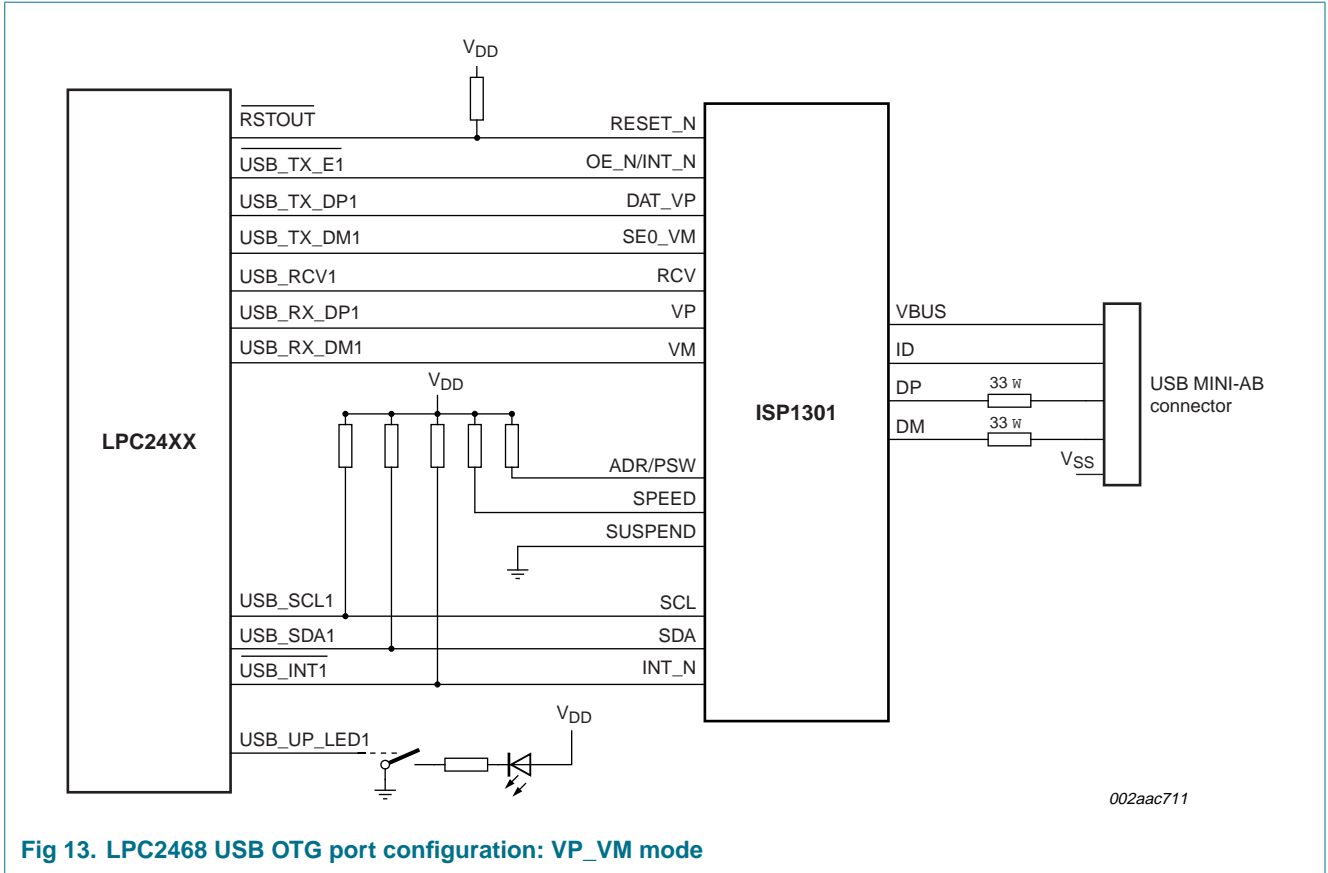 VDD
RSTOUT RESET_N
USB_TX_E1 OE_N/INT_N
USB_TX_DP1 DAT_VP
USB_TX_DM1 SE0_VM
USB_RCV1 RCV
USB_RX_DP1 VP
USB_RX_DM1 VM
LPC24XX
ISP1301
VBUS
ID
DP 33 W
DM 33 W
VSS
USB MINI-AB
connector
VDD
ADR/PSW
SPEED
SUSPEND
USB_SCL1 SCL
USB_SDA1 SDA
USB_INT1 INT_N
VDD
USB_UP_LED1
002aac711
Fig 13. LPC2468 USB OTG port configuration: VP_VM mode